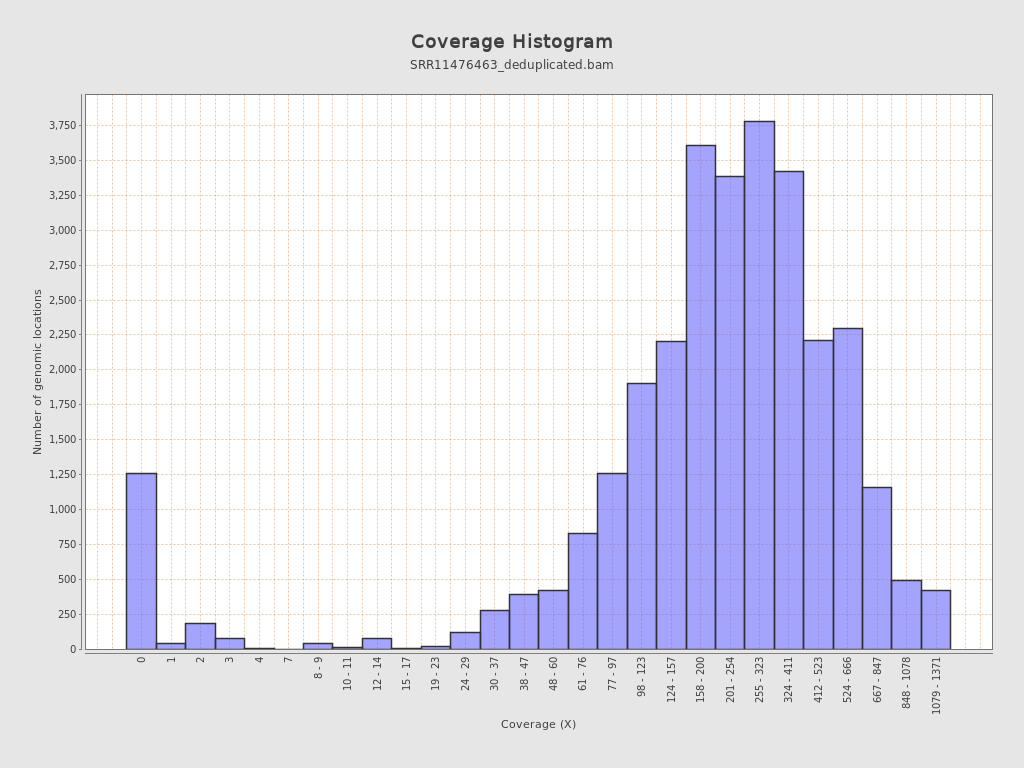 Coverage Histogram
SRR11476463_deduplicated.bam
Number of genomic locations
3,750
3,500
3,250
3,000
2,750
2,500
2,250
2,000
1,750
1,500
1,250
1,000
750
500
250
0
0
1
2
3
4
7
8 - 9
10 - 11
12 - 14
15 - 17
19 - 23
24 - 29
30 - 37
38 - 47
48 - 60
61 - 76
77 - 97
98 - 123
124 - 157
158 - 200
201 - 254
255 - 323
324 - 411
412 - 523
524 - 666
667 - 847
848 - 1078
1079 - 1371
Coverage (X)